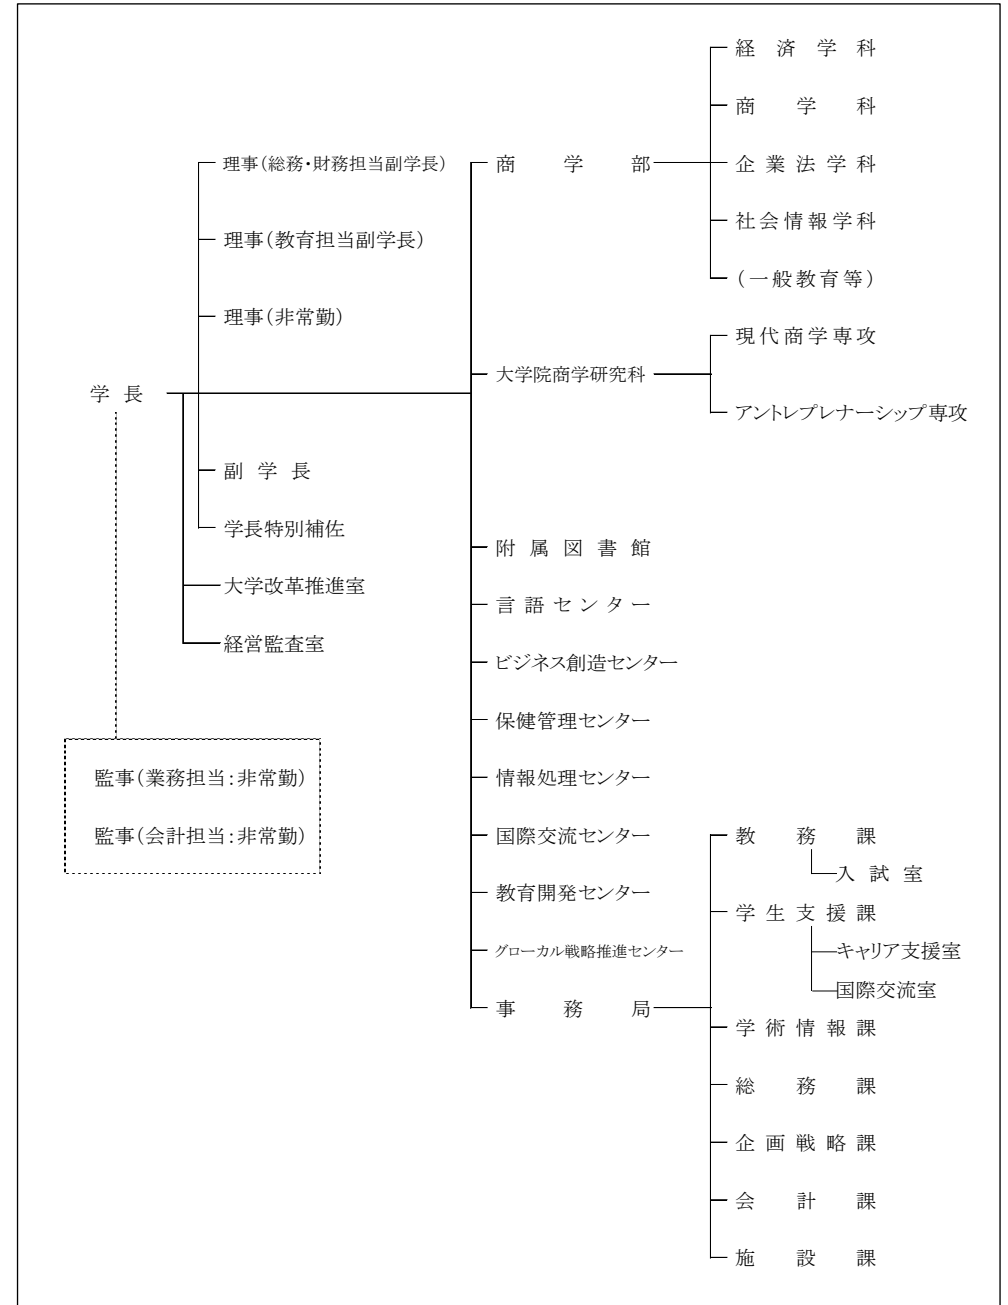 学長
理事(総務・財務担当副学長)
理事(教育担当副学長)
理事(非常勤)
副学長
学長特別補佐
大学改革推進室
経営監査室
監事(業務担当:非常勤)
監事(会計担当:非常勤)
商学部
経済学科
商学科
企業法学科
社会情報学科
(一般教育等)
大学院商学研究科
現代商学専攻
アントレプレナーシップ専攻
附属図書館
言語センター
ビジネス創造センター
保健管理センター
情報処理センター
国際交流センター
教育開発センター
グローカル戦略推進センター
事務局
教務課
入試室
学生支援課
キャリア支援室
国際交流室
学術情報課
総務課
企画戦略課
会計課
施設課